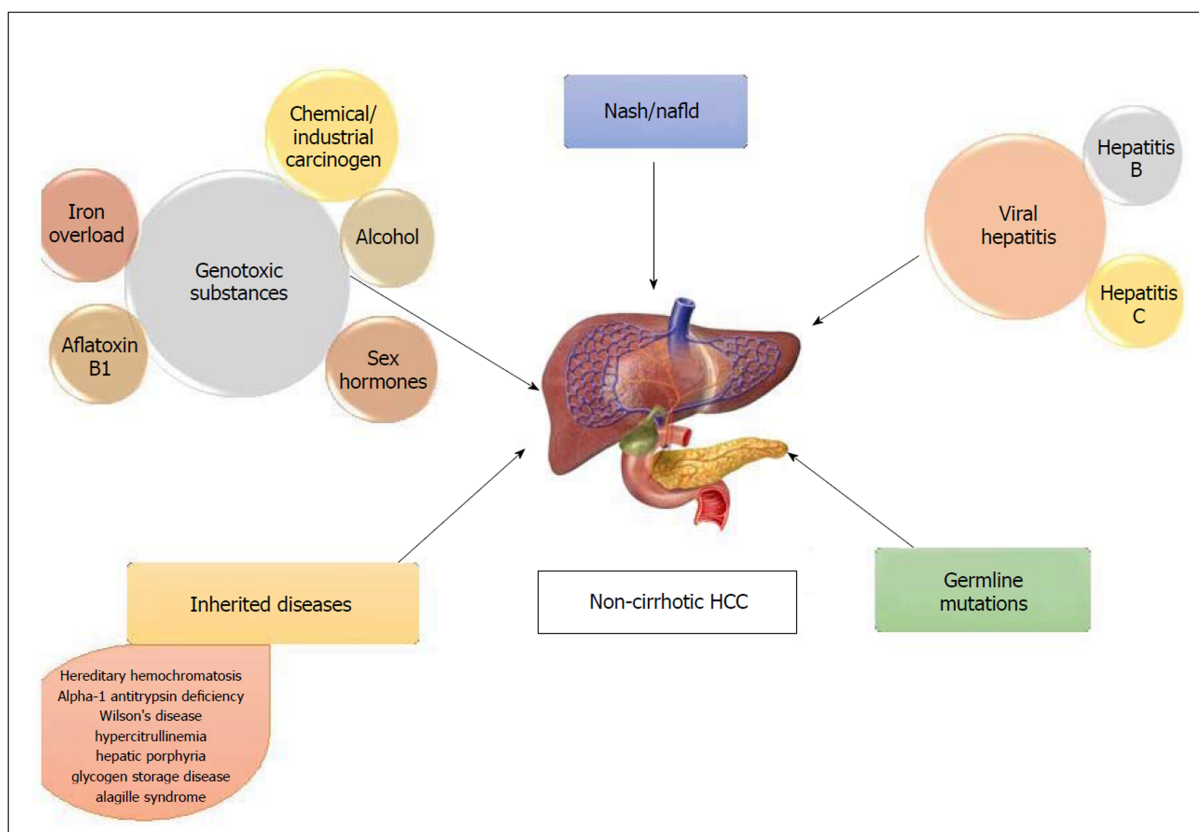 Chemical/
industrial
carcinogen
Iron
overload
Alcohol
Genotoxic
substances
Aflatoxin
B1
Sex
hormones
Nash/nafld
Viral
hepatitis
Hepatitis
B
Hepatitis
C
Inherited diseases
Hereditary hemochromatosis
Alpha-1 antitrypsin deficiency
Wilson's disease
hypercitrullinemia
hepatic porphyria
glycogen storage disease
alagille syndrome
Non-cirrhotic HCC
Germline
mutations